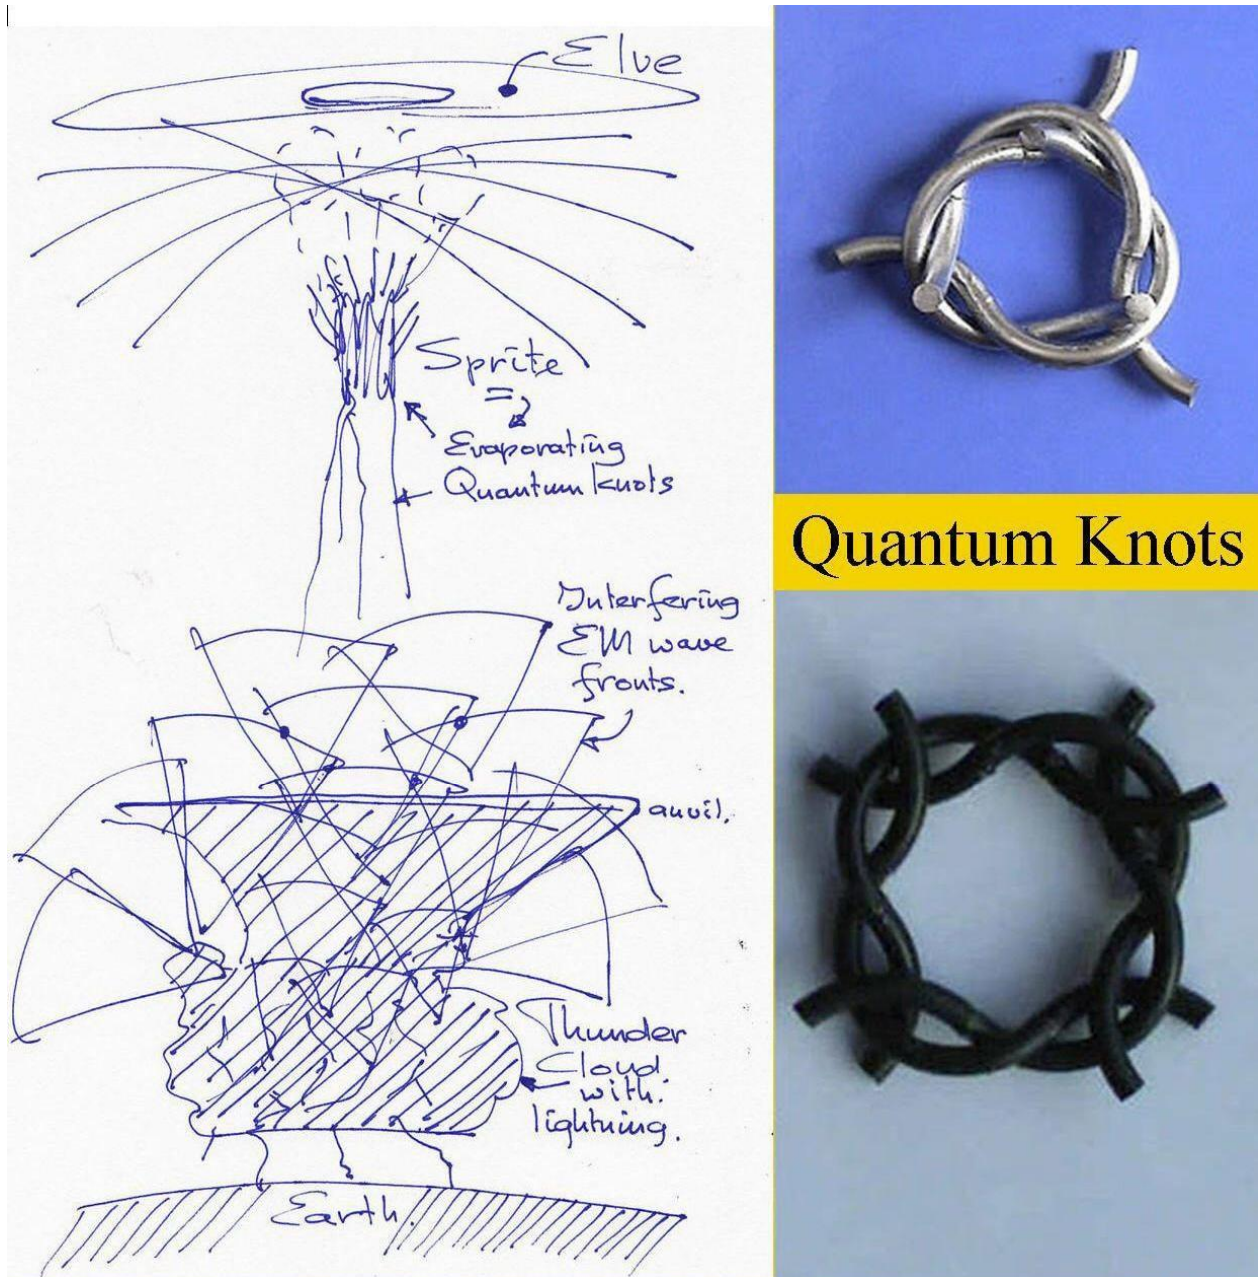 Elve
Sprite
=
Evaporating
Quantum knots
Interfering
EM wave
fronts.
anvil.
Thunder
Cloud
with.
lightning.
Earth.
Quantum Knots